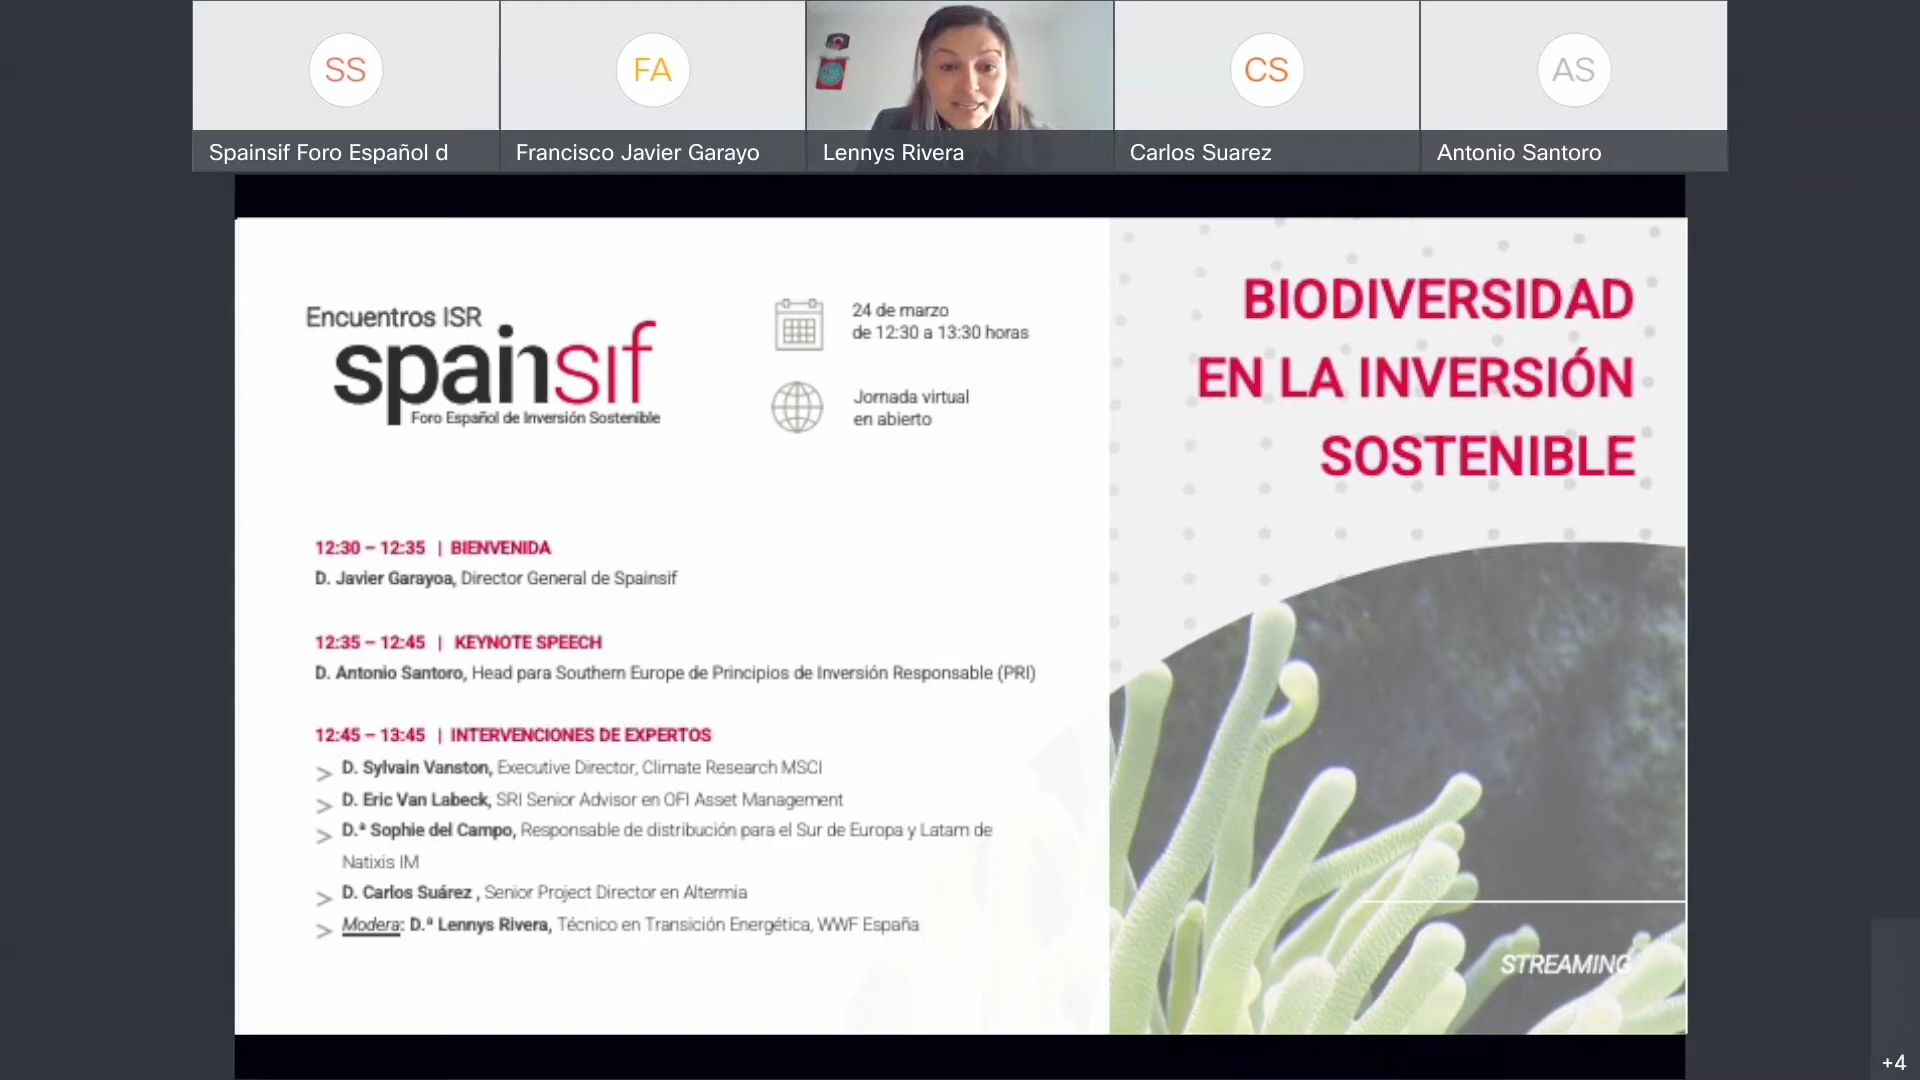 SS
FA
CS
AS
Spainsif Foro Español d
Francisco Javier Garayo
Lennys Rivera
Carlos Suarez
Antonio Santoro
Encuentros ISR
spainsif
Foro Español de Inversión Sostenible
24 de marzo
de 12:30 a 13:30 horas
Jornada virtual
en abierto
12:30 – 12:35 | BIENVENIDA
D. Javier Garayoa, Director General de Spainsif
12:35 – 12:45 | KEYNOTE SPEECH
D. Antonio Santoro, Head para Southern Europe de Principios de Inversión Responsable (PRI)
12:45 – 13:45 | INTERVENCIONES DE EXPERTOS
> D. Sylvain Vanston, Executive Director, Climate Research MSCI
> D. Eric Van Labeck, SRI Senior Advisor en OFI Asset Management
> D.ª Sophie del Campo, Responsable de distribución para el Sur de Europa y Latam de
Natixis IM
> D. Carlos Suárez , Senior Project Director en Altermia
> Modera: D.ª Lennys Rivera, Técnico en Transición Energética, WWF España
BIODIVERSIDAD
EN LA INVERSIÓN
SOSTENIBLE
STREAMING
+4